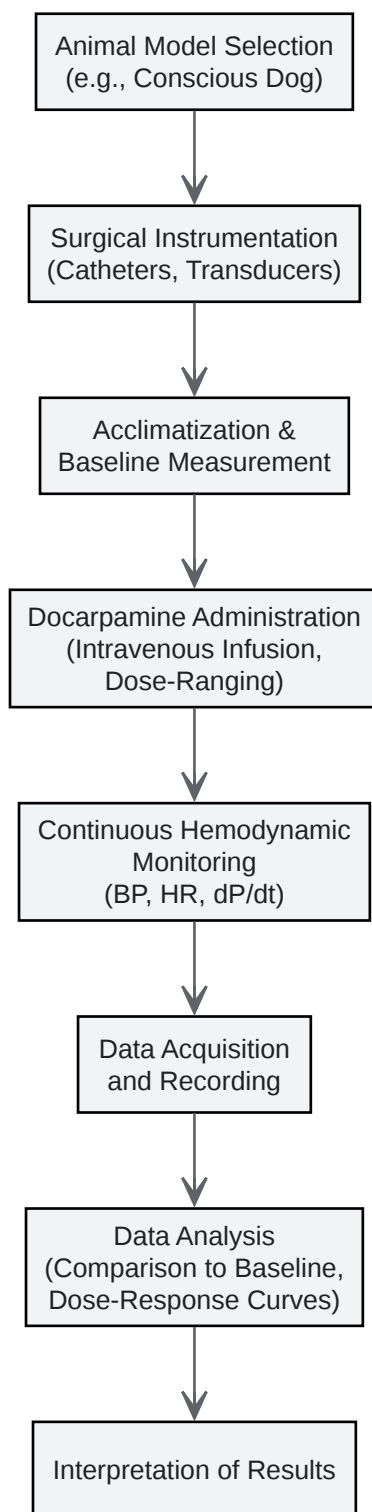 Animal Model Selection
(e.g., Conscious Dog)
Surgical Instrumentation
(Catheters, Transducers)
Acclimatization &
Baseline Measurement
Docarpamine Administration
(Intravenous Infusion,
Dose-Ranging)
Continuous Hemodynamic
Monitoring
(BP, HR, dP/dt)
Data Acquisition
and Recording
Data Analysis
(Comparison to Baseline,
Dose-Response Curves)
Interpretation of Results